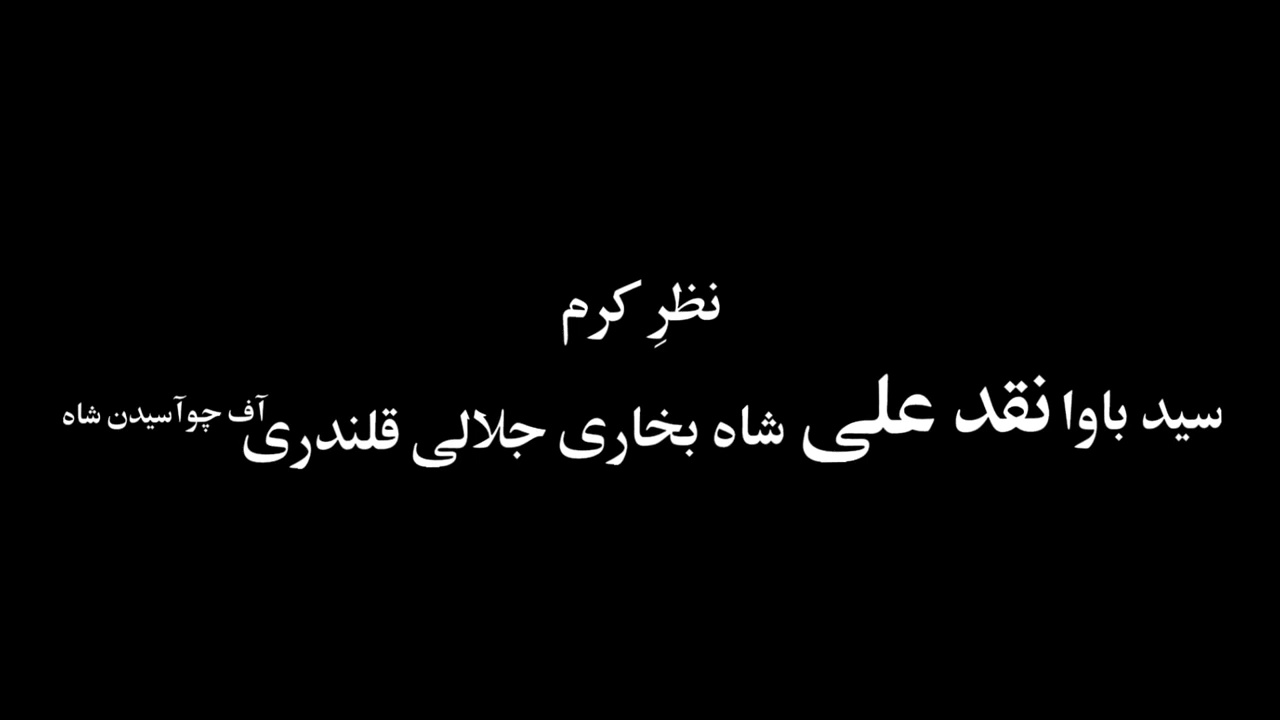 نظرِ کرم
سید باوا نقد علی شاہ بخاری جلالی قلندری آف چوآسیدن شاہ